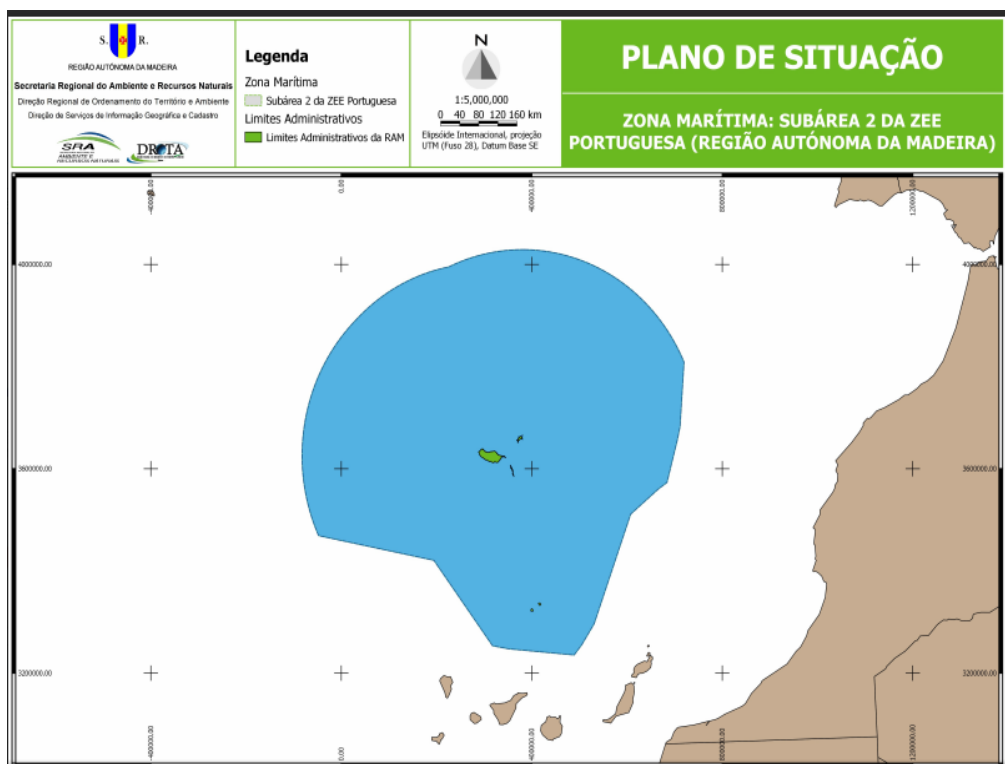 S. R.
REGIÃO AUTÓNOMA DA MADEIRA
Secretaria Regional do Ambiente e Recursos Naturais
Direção Regional de Ordenamento do Território e Ambiente
Direção de Serviços de Informação Geográfica e Cadastro
SRA
DROTA
Legenda
Zona Marítima
Subárea 2 da ZEE Portuguesa
Limites Administrativos
Limites Administrativos da RAM
N
1:5,000,000
0 40 80 120 160 km
Elipsóide Internacional, projeção
UTM (Fuso 28), Datum Base SE
PLANO DE SITUAÇÃO
ZONA MARÍTIMA: SUBÁREA 2 DA ZEE
PORTUGUESA (REGIÃO AUTÓNOMA DA MADEIRA)
-400000.00 0.00 400000.00 800000.00 1200000.00
4000000.00 4000000.00
3600000.00 3600000.00
3200000.00 3200000.00
-400000.00 0.00 400000.00 800000.00 1200000.00